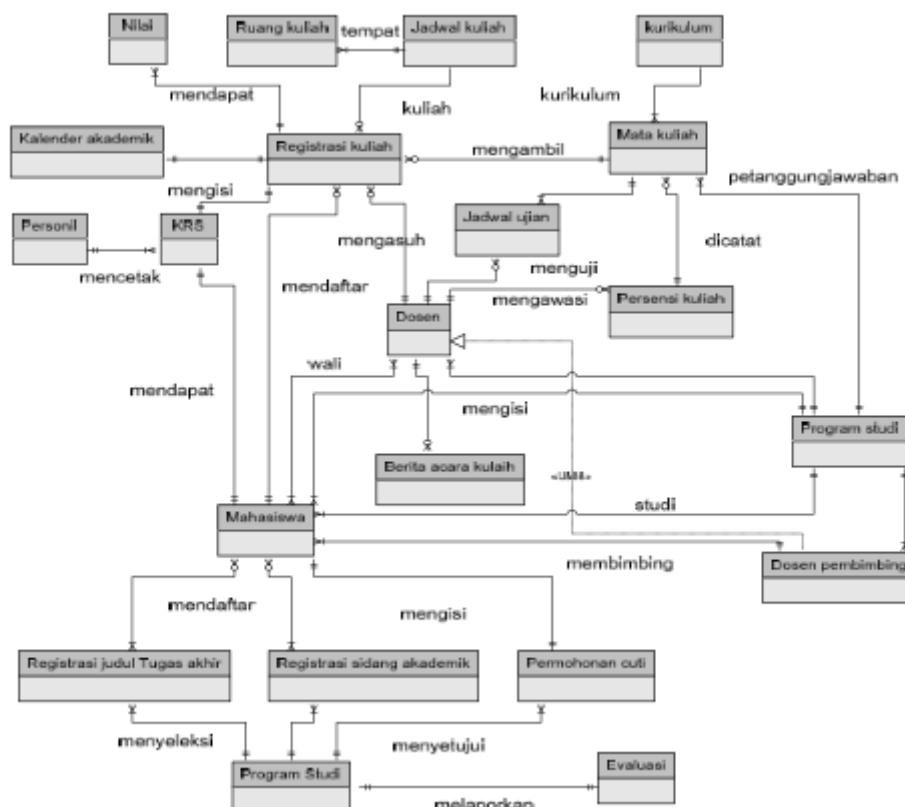 Nilai
Ruang kuliah
tempat
Jadwal kuliah
kurikulum
mendapat
kuliah
kurikulum
Kalender akademik
Registrasi kuliah
mengambil
Mata kuliah
mengisi
petanggungjawaban
Personil
KRS
mengasuh
Jadwal ujian
dicatat
mencetak
mendaftar
menguji
mengawasi
Persensi kuliah
Dosen
wali
mendapat
mengisi
Program studi
Berita acara kulaih
studi
Mahasiswa
membimbing
Dosen pembimbing
mendaftar
mengisi
Registrasi judul Tugas akhir
Registrasi sidang akademik
Permohonan cuti
menyeleksi
menyetujui
Program Studi
Evaluasi
melaporkan